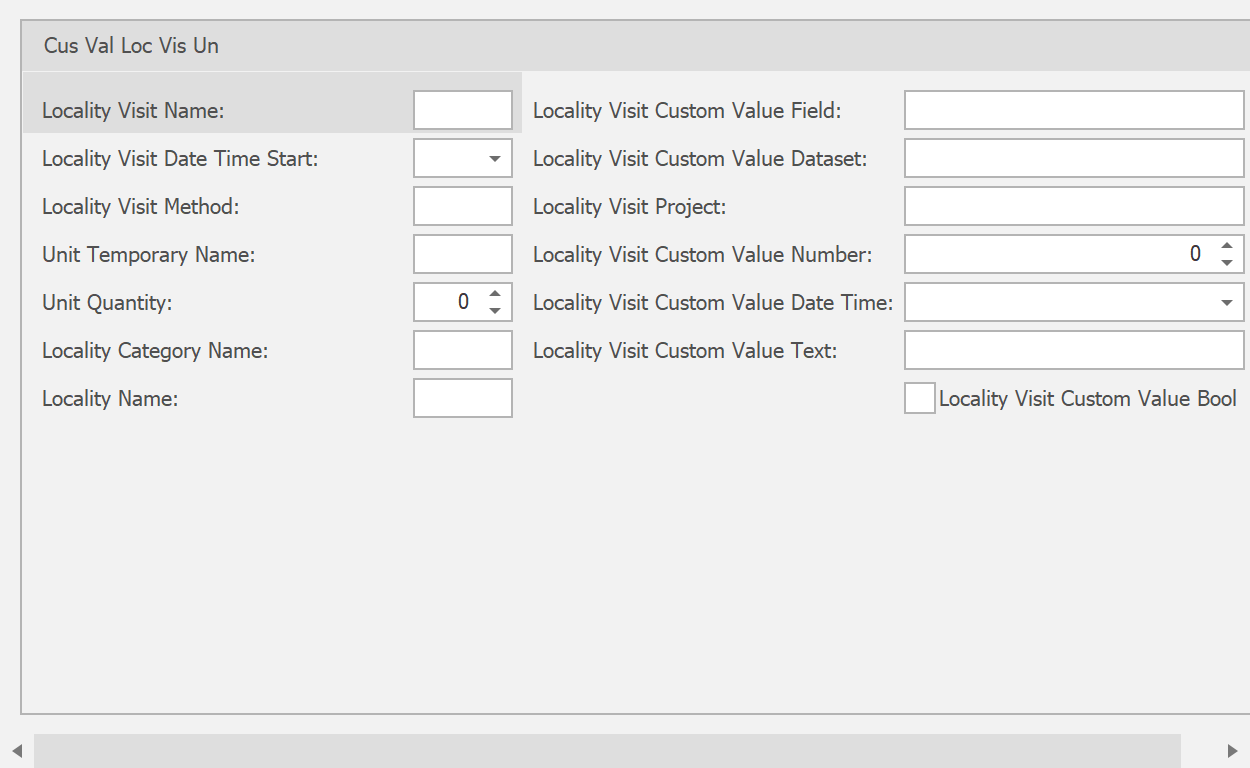 Cus Val Loc Vis Un
Locality Visit Name:
Locality Visit Date Time Start:
Locality Visit Method:
Unit Temporary Name:
Unit Quantity: 0
Locality Category Name:
Locality Name:
Locality Visit Custom Value Field:
Locality Visit Custom Value Dataset:
Locality Visit Project:
Locality Visit Custom Value Number: 0
Locality Visit Custom Value Date Time:
Locality Visit Custom Value Text:
Locality Visit Custom Value Bool